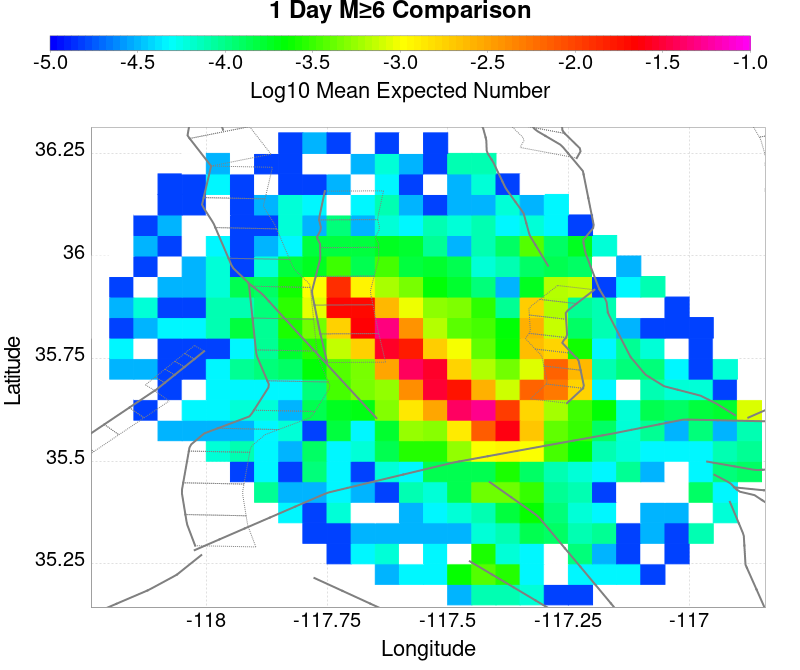 1 Day M≥6 Comparison
-5.0 -4.5 -4.0 -3.5 -3.0 -2.5 -2.0 -1.5 -1.0
Log10 Mean Expected Number
36.25
36
35.75
35.5
35.25
Latitude
-118 -117.75 -117.5 -117.25 -117
Longitude